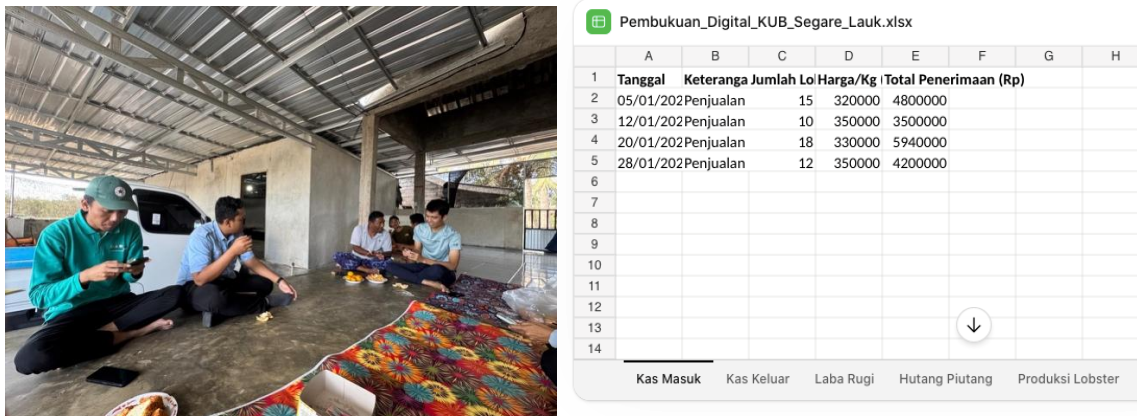 Pembukuan_Digital_KUB_Segare_Lauk.xlsx
A B C D E F G H
1 Tanggal Keteranga Jumlah Lo Harga/Kg Total Penerimaan (Rp)
2 05/01/202 Penjualan 15 320000 4800000
3 12/01/202 Penjualan 10 350000 3500000
4 20/01/202 Penjualan 18 330000 5940000
5 28/01/202 Penjualan 12 350000 4200000
6
7
8
9
10
11
12
13
14
Kas Masuk Kas Keluar Laba Rugi Hutang Piutang Produksi Lobster